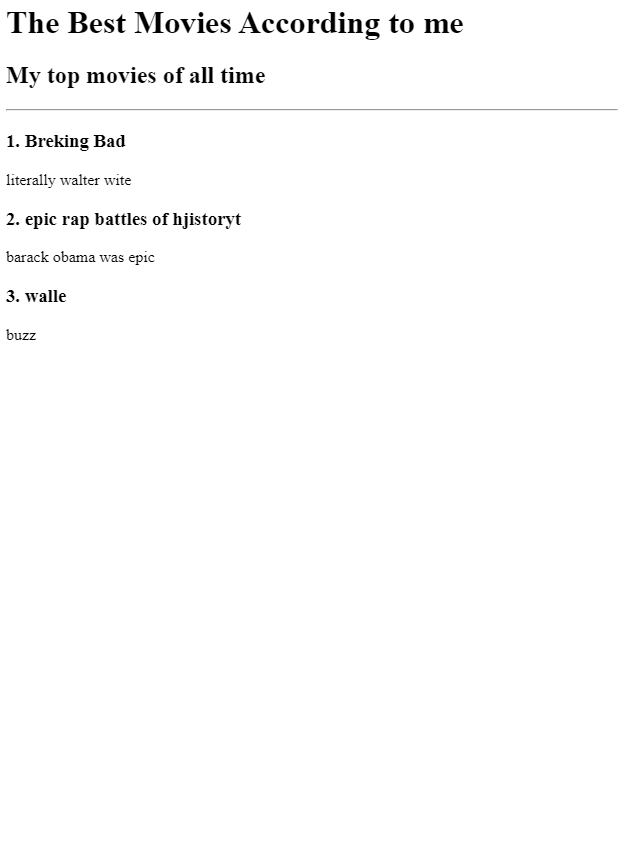 The Best Movies According to me
My top movies of all time
1. Breking Bad
literally walter wite
2. epic rap battles of hjistoryt
barack obama was epic
3. walle
buzz